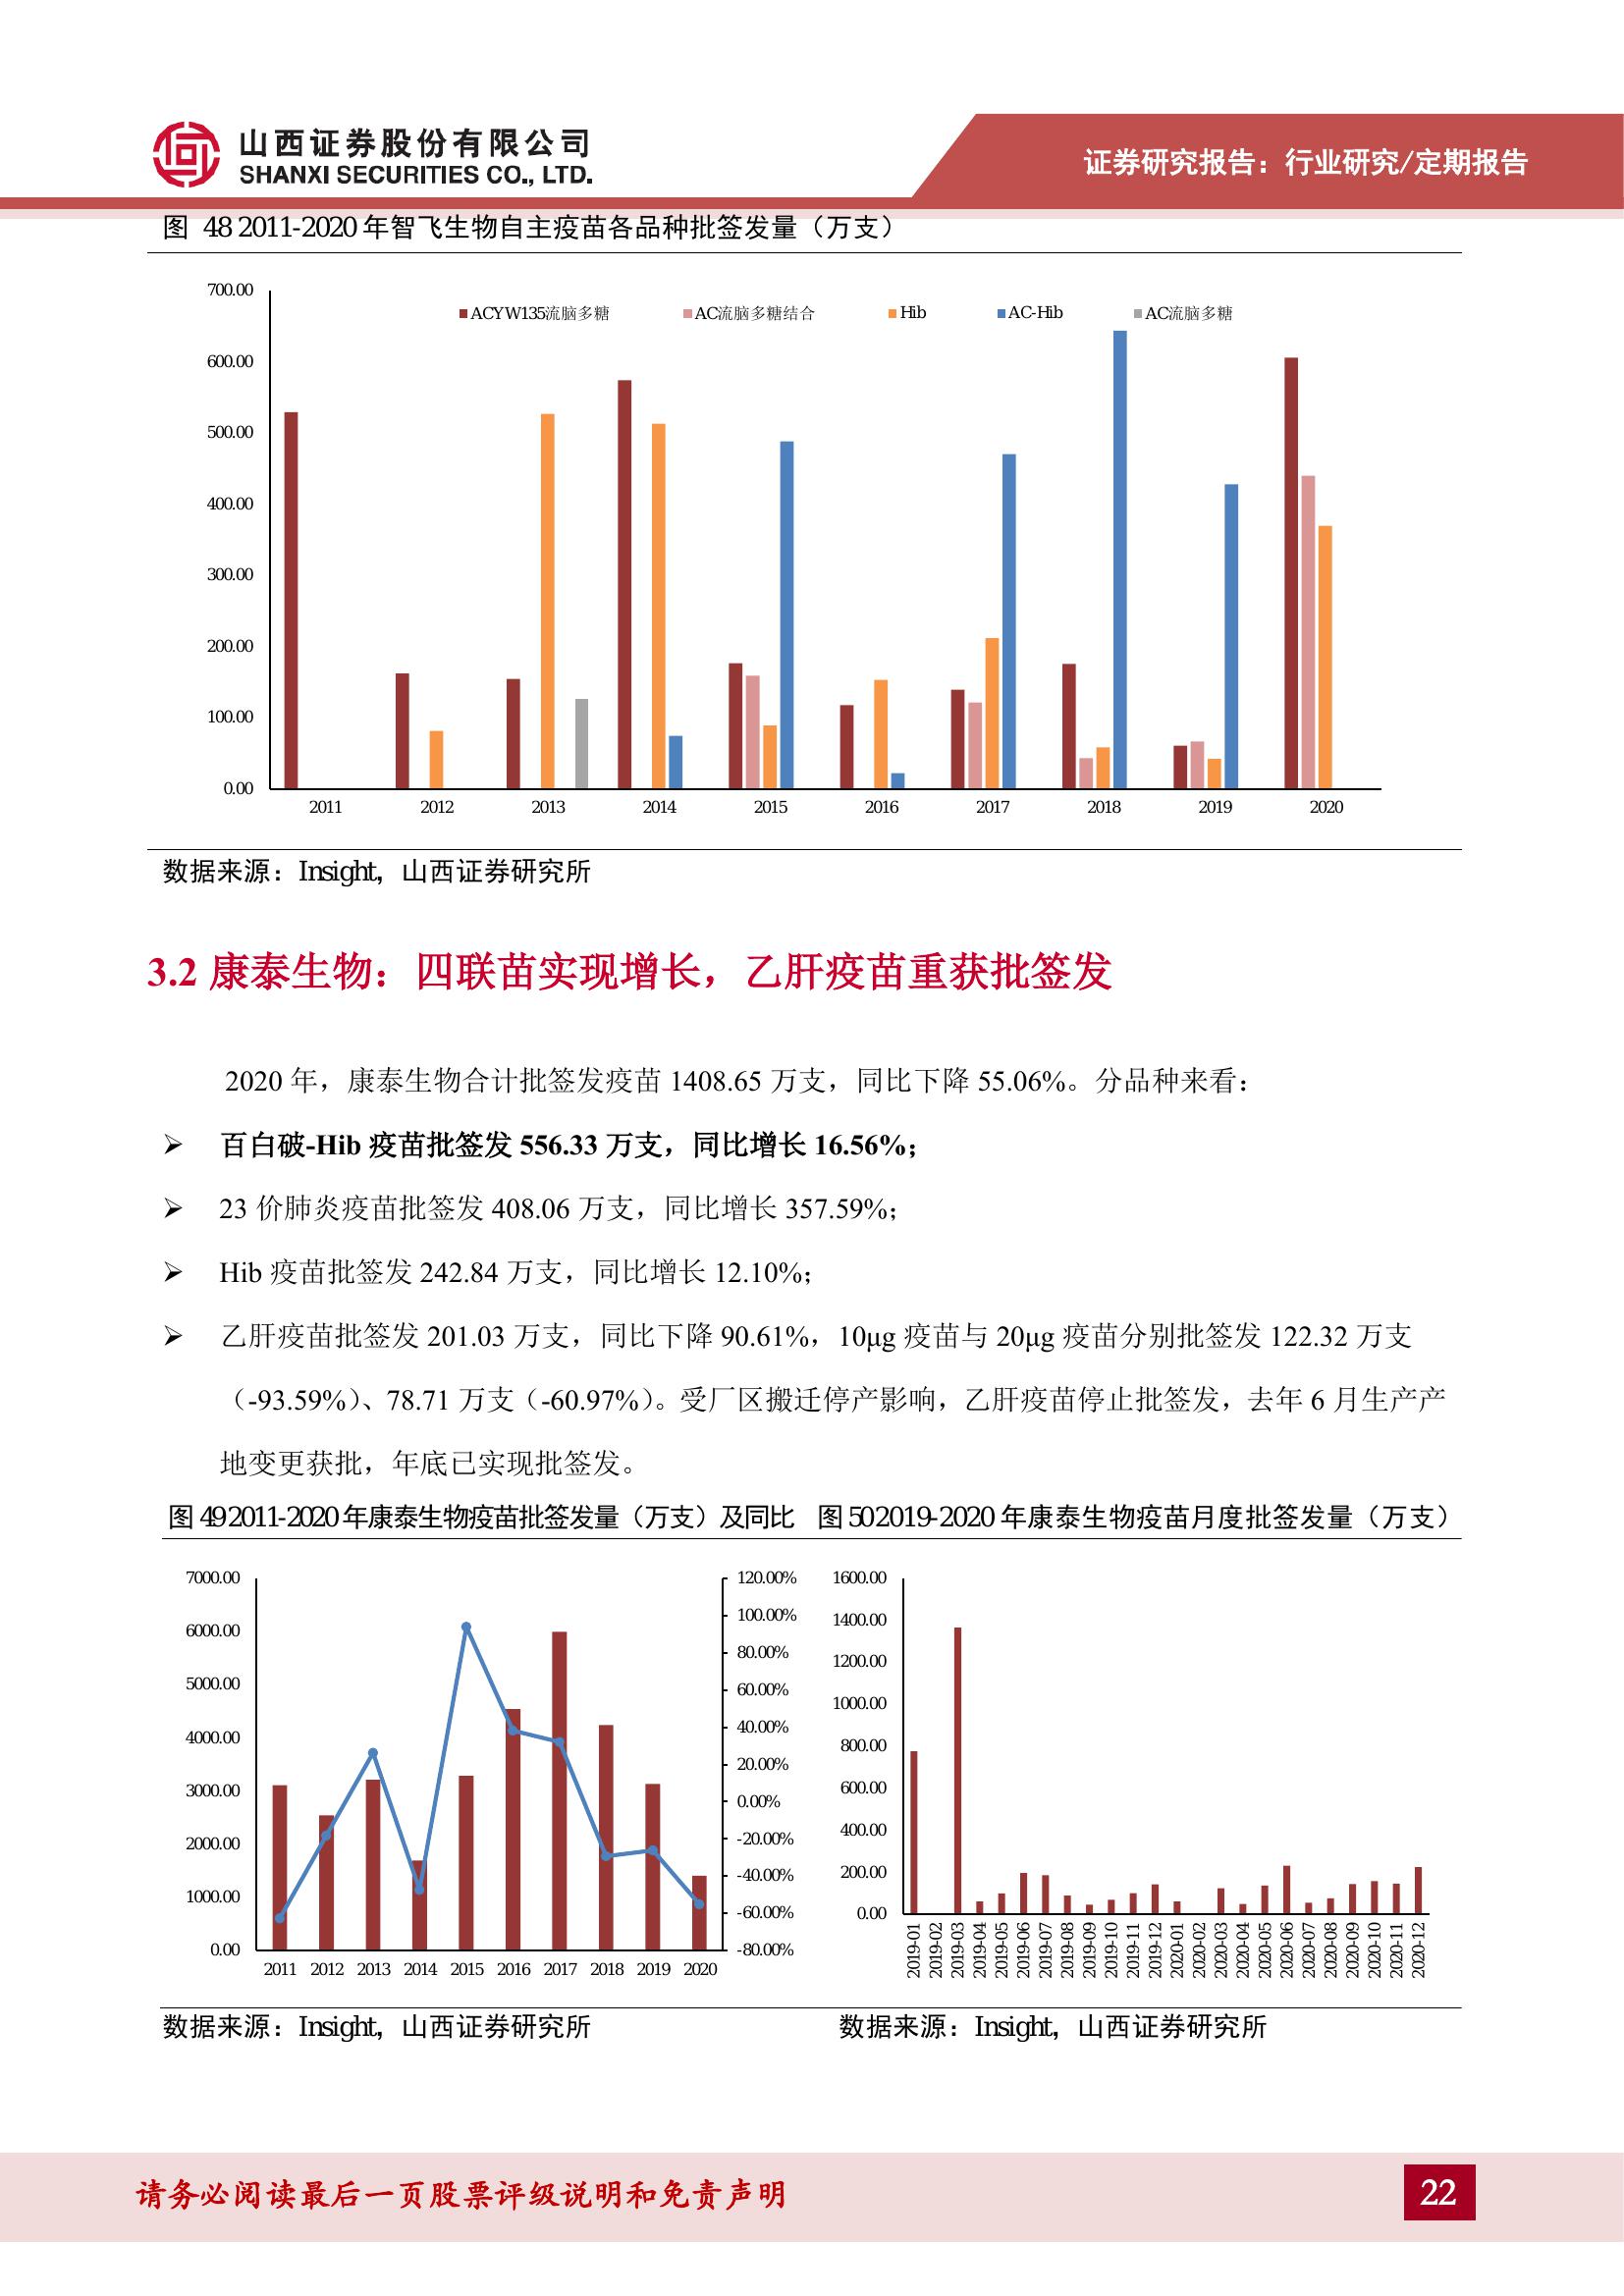 山西证券股份有限公司
SHANXI SECURITIES CO., LTD.
证券研究报告：行业研究/定期报告
图 48 2011-2020 年智飞生物自主疫苗各品种批签发量（万支）
700.00
600.00
500.00
400.00
300.00
200.00
100.00
0.00
ACYW135流脑多糖 AC流脑多糖结合 Hib AC-Hib AC流脑多糖
2011 2012 2013 2014 2015 2016 2017 2018 2019 2020
数据来源：Insight，山西证券研究所
3.2 康泰生物：四联苗实现增长，乙肝疫苗重获批签发
2020 年，康泰生物合计批签发疫苗 1408.65 万支，同比下降 55.06%。分品种来看：
➢ 百白破-Hib 疫苗批签发 556.33 万支，同比增长 16.56%；
➢ 23 价肺炎疫苗批签发 408.06 万支，同比增长 357.59%；
➢ Hib 疫苗批签发 242.84 万支，同比增长 12.10%；
➢ 乙肝疫苗批签发 201.03 万支，同比下降 90.61%，10μg 疫苗与 20μg 疫苗分别批签发 122.32 万支
（-93.59%）、78.71 万支（-60.97%）。受厂区搬迁停产影响，乙肝疫苗停止批签发，去年 6 月生产产
地变更获批，年底已实现批签发。
图 49 2011-2020 年康泰生物疫苗批签发量（万支）及同比
7000.00
6000.00
5000.00
4000.00
3000.00
2000.00
1000.00
0.00
120.00%
100.00%
80.00%
60.00%
40.00%
20.00%
0.00%
-20.00%
-40.00%
-60.00%
-80.00%
2011 2012 2013 2014 2015 2016 2017 2018 2019 2020
数据来源：Insight，山西证券研究所
图 50 2019-2020 年康泰生物疫苗月度批签发量（万支）
1600.00
1400.00
1200.00
1000.00
800.00
600.00
400.00
200.00
0.00
2019-01
2019-02
2019-03
2019-04
2019-05
2019-06
2019-07
2019-08
2019-09
2019-10
2019-11
2019-12
2020-01
2020-02
2020-03
2020-04
2020-05
2020-06
2020-07
2020-08
2020-09
2020-10
2020-11
2020-12
数据来源：Insight，山西证券研究所
请务必阅读最后一页股票评级说明和免责声明
22